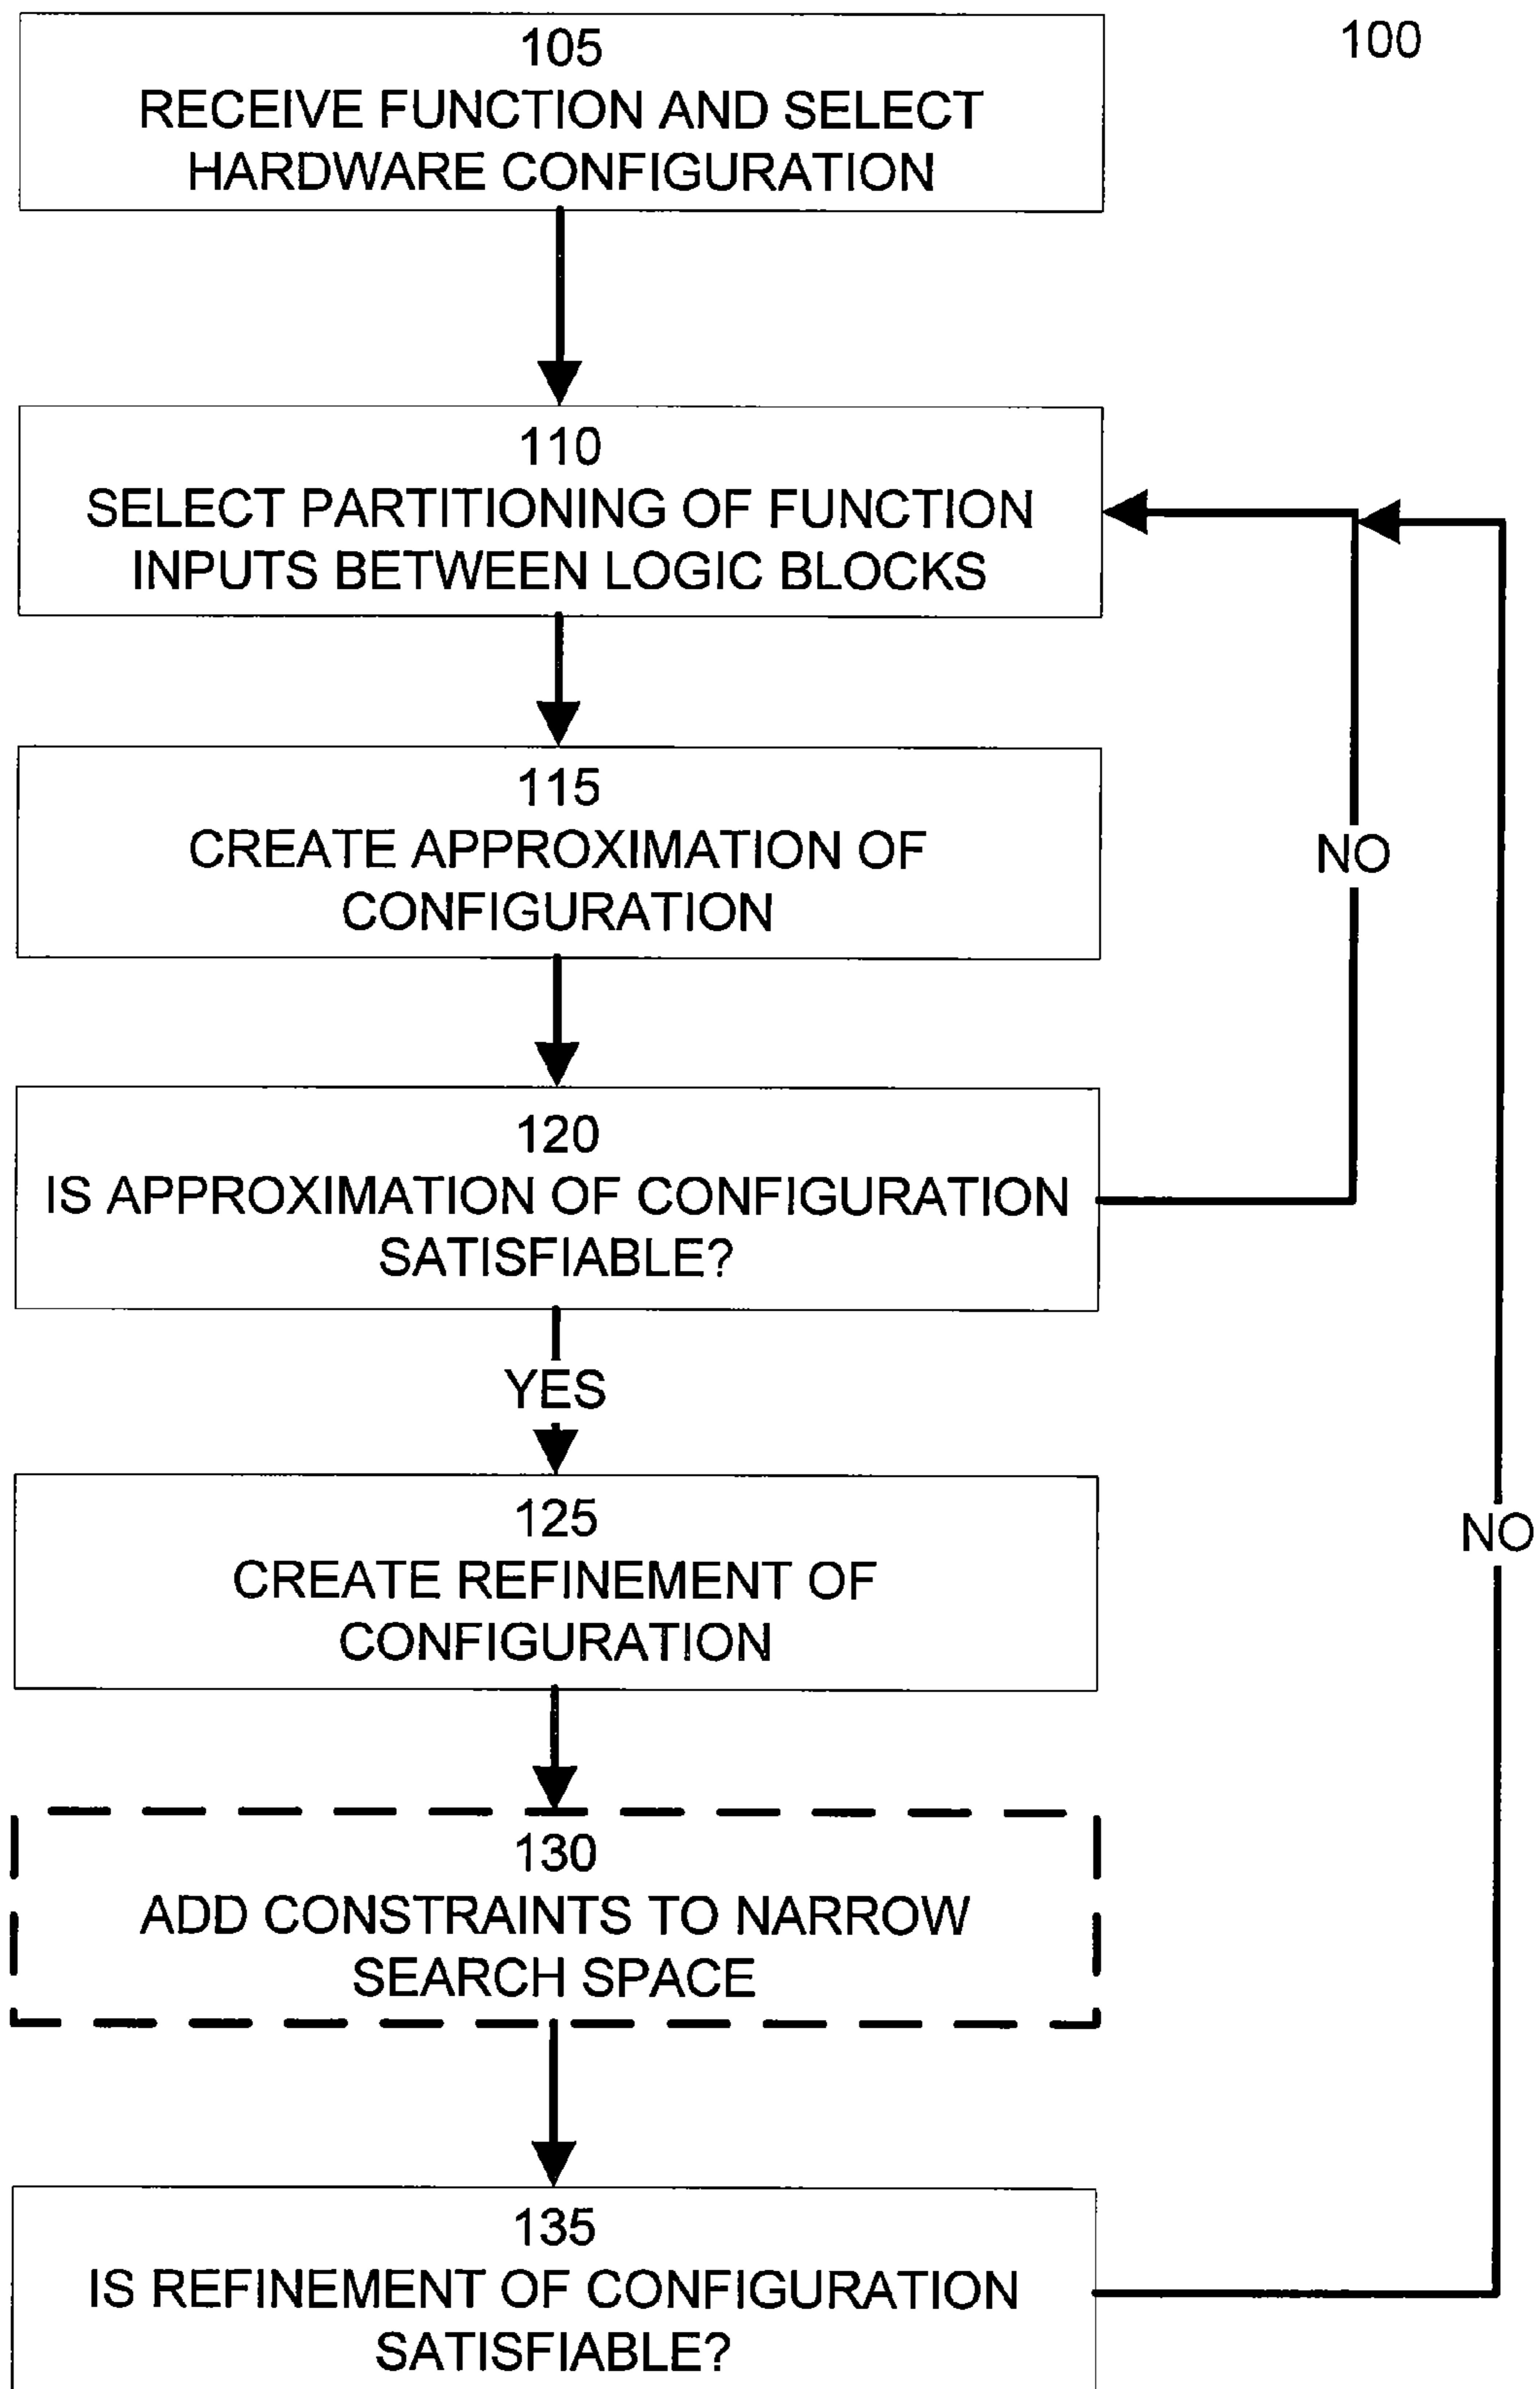 100
105
RECEIVE FUNCTION AND SELECT
HARDWARE CONFIGURATION
110
SELECT PARTITIONING OF FUNCTION
INPUTS BETWEEN LOGIC BLOCKS
115
CREATE APPROXIMATION OF
CONFIGURATION
NO
120
IS APPROXIMATION OF CONFIGURATION
SATISFIABLE?
YES
125
CREATE REFINEMENT OF
CONFIGURATION
NO
130
ADD CONSTRAINTS TO NARROW
SEARCH SPACE
135
IS REFINEMENT OF CONFIGURATION
SATISFIABLE?